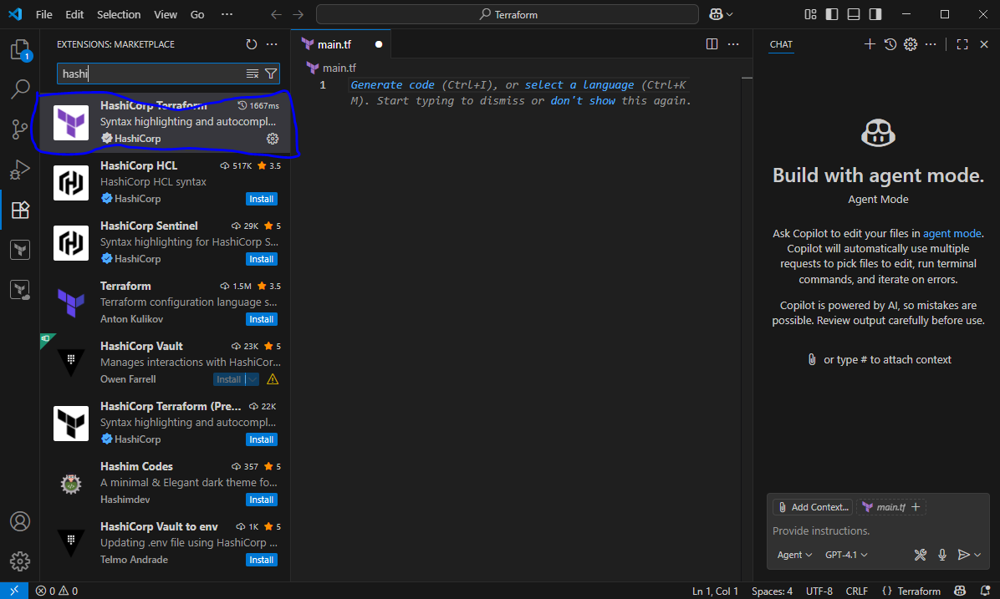 File Edit Selection View Go ··· Terraform
EXTENSIONS: MARKETPLACE
hashi
1
HashiCorp Terraform 1667ms
Syntax highlighting and autocompl...
HashiCorp
HashiCorp HCL 517K 3.5
HashiCorp HCL syntax
HashiCorp Install
HashiCorp Sentinel 29K 5
Syntax highlighting for HashiCorp S...
HashiCorp Install
Terraform 1.5M 3.5
Terraform configuration language s...
Anton Kulikov Install
HashiCorp Vault 23K 5
Manages interactions with HashiCor...
Owen Farrell Install
HashiCorp Terraform (Pre... 22K
Syntax highlighting and autocompl...
HashiCorp Install
Hashim Codes 357 5
A minimal & Elegant dark theme fo...
Hashimdev Install
HashiCorp Vault to env 1K 5
Updating .env file using HashiCorp ...
Telmo Andrade Install
main.tf
main.tf
1 Generate code (Ctrl+I), or select a language (Ctrl+K
M). Start typing to dismiss or don't show this again.
CHAT
Build with agent mode.
Agent Mode
Ask Copilot to edit your files in agent mode.
Copilot will automatically use multiple
requests to pick files to edit, run terminal
commands, and iterate on errors.
Copilot is powered by AI, so mistakes are
possible. Review output carefully before use.
or type # to attach context
Add Context... main.tf +
Provide instructions.
Agent GPT-4.1
0 0 Ln 1, Col 1 Spaces: 4 UTF-8 CRLF {} Terraform